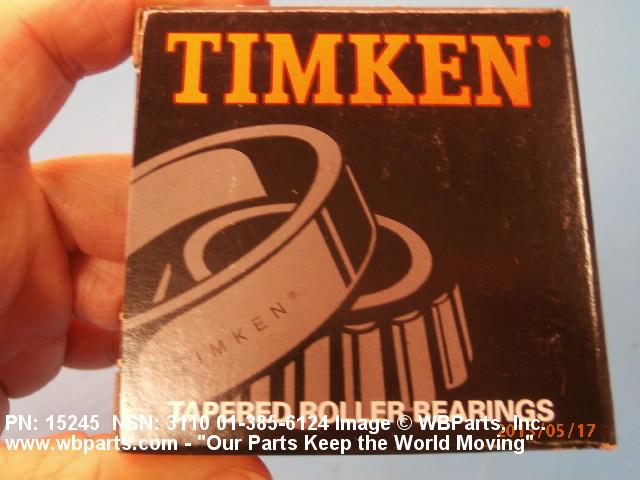 TIMKEN
TIMKEN®
TAPERED ROLLER BEARINGS
PN: 15245 NSN: 3110 01-385-6124 Image © WBParts, Inc.
www.wbparts.com - "Our Parts Keep the World Moving"
/05/17